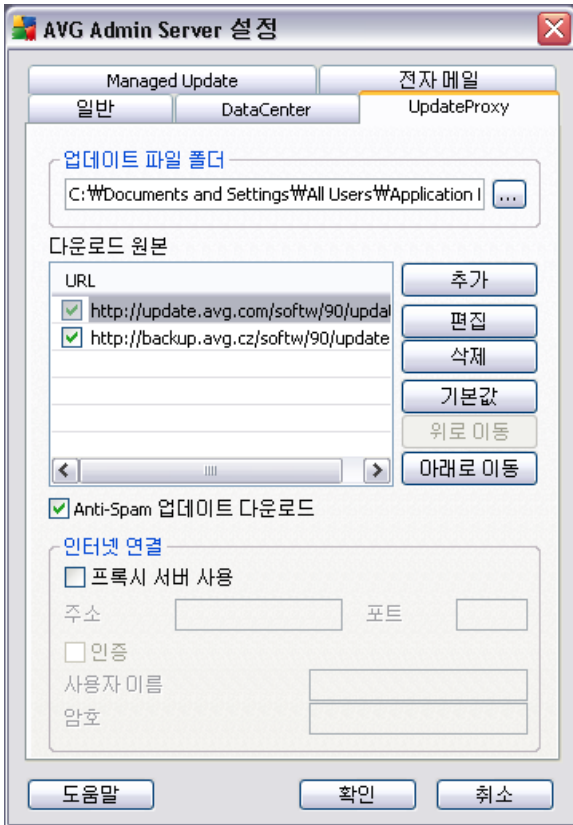 AVG Admin Server 설정
Managed Update
전자 메일
일반
DataCenter
UpdateProxy
업데이트 파일 폴더
C:₩Documents and Settings₩All Users₩Application
...
다운로드 원본
URL
추가
http://update.avg.com/softw/90/updat
편집
http://backup.avg.cz/softw/90/update
삭제
기본값
위로 이동
아래로 이동
Anti-Spam 업데이트 다운로드
인터넷 연결
프록시 서버 사용
주소
포트
인증
사용자 이름
암호
도움말
확인
취소